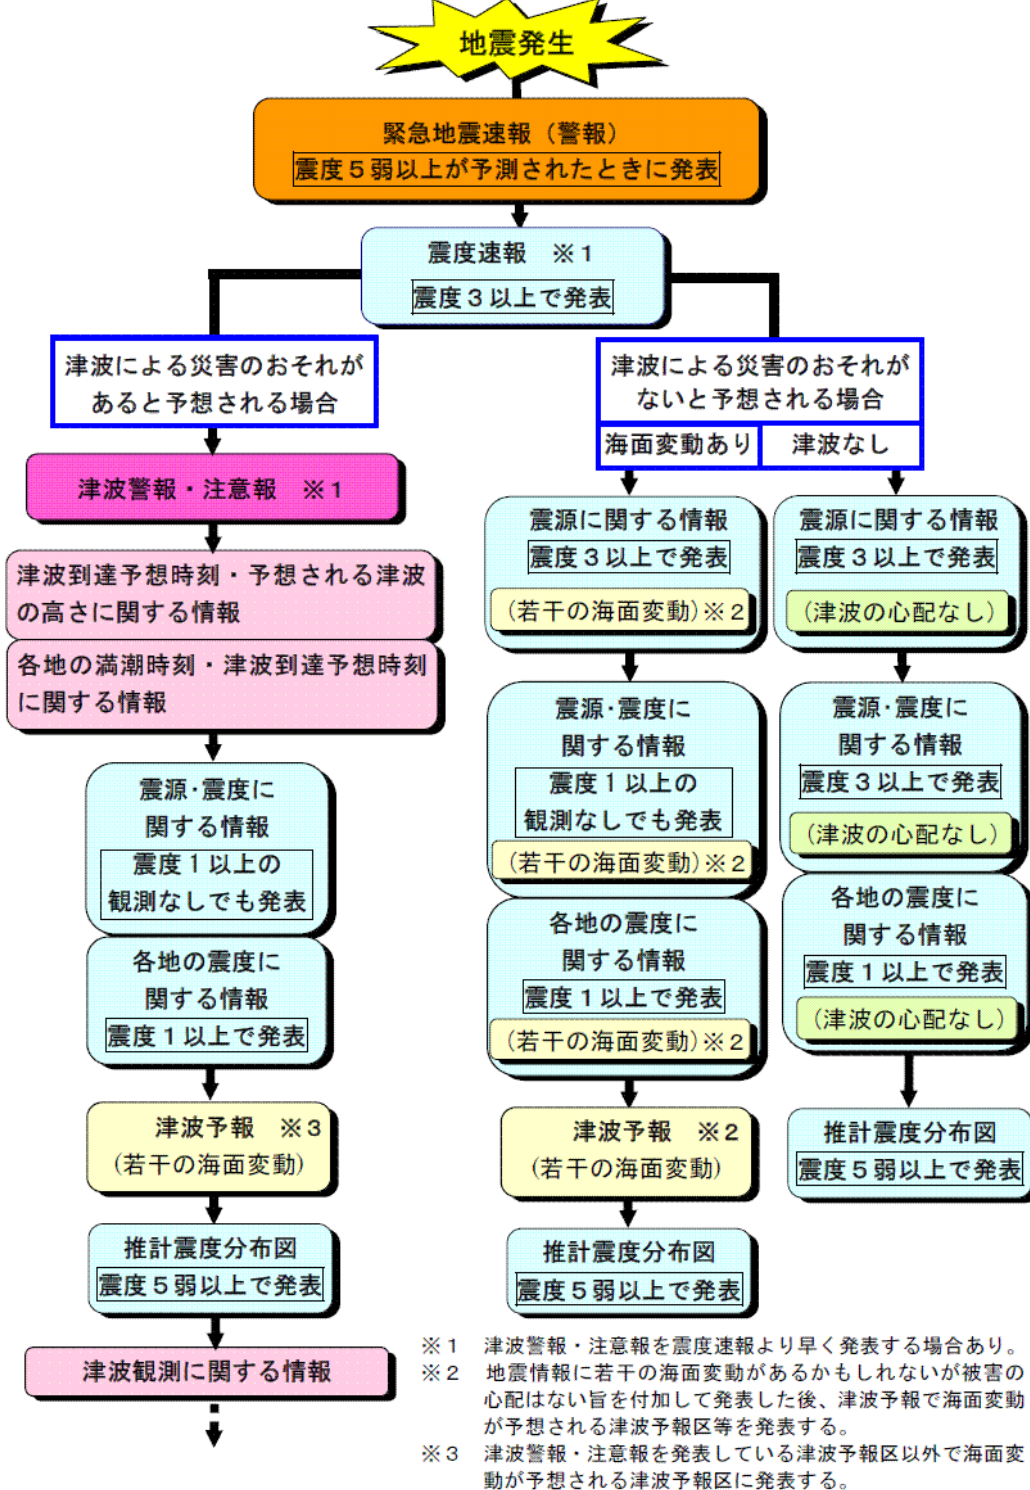 地震発生
緊急地震速報（警報）
震度５弱以上が予測されたときに発表
震度速報　※１
震度３以上で発表
津波による災害のおそれが
あると予想される場合
津波警報・注意報　※１
津波到達予想時刻・予想される津波
の高さに関する情報
各地の満潮時刻・津波到達予想時刻
に関する情報
震源･震度に
関する情報
震度１以上の
観測なしでも発表
各地の震度に
関する情報
震度１以上で発表
津波予報　※３
(若干の海面変動)
推計震度分布図
震度５弱以上で発表
津波観測に関する情報
津波による災害のおそれが
ないと予想される場合
海面変動あり
震源に関する情報
震度３以上で発表
(若干の海面変動)※２
震源･震度に
関する情報
震度１以上の
観測なしでも発表
(若干の海面変動)※２
各地の震度に
関する情報
震度１以上で発表
(若干の海面変動)※２
津波予報　※２
(若干の海面変動)
推計震度分布図
震度５弱以上で発表
津波なし
震源に関する情報
震度３以上で発表
(津波の心配なし)
震源･震度に
関する情報
震度３以上で発表
(津波の心配なし)
各地の震度に
関する情報
震度１以上で発表
(津波の心配なし)
推計震度分布図
震度５弱以上で発表
※１　津波警報・注意報を震度速報より早く発表する場合あり。
※２　地震情報に若干の海面変動があるかもしれないが被害の
心配はない旨を付加して発表した後、津波予報で海面変動
が予想される津波予報区等を発表する。
※３　津波警報・注意報を発表している津波予報区以外で海面変
動が予想される津波予報区に発表する。